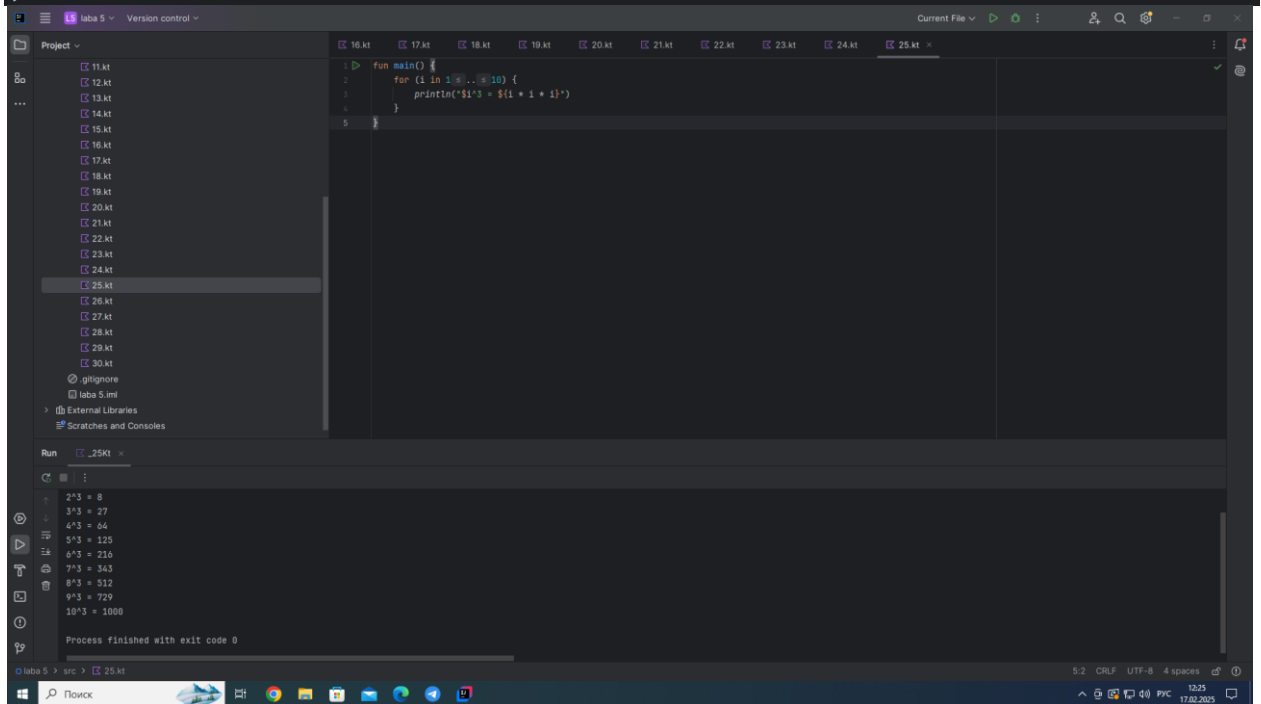 LS laba 5 Version control Current File
Project 16.kt 17.kt 18.kt 19.kt 20.kt 21.kt 22.kt 23.kt 24.kt 25.kt
11.kt
12.kt
13.kt
14.kt
15.kt
16.kt
17.kt
18.kt
19.kt
20.kt
21.kt
22.kt
23.kt
24.kt
25.kt
26.kt
27.kt
28.kt
29.kt
30.kt
.gitignore
laba 5.iml
External Libraries
Scratches and Consoles
1 fun main() {
2 for (i in 1 ≤ .. ≤ 10) {
3 println("$i^3 = ${i * i * i}")
4 }
5 }
Run _25Kt
2^3 = 8
3^3 = 27
4^3 = 64
5^3 = 125
6^3 = 216
7^3 = 343
8^3 = 512
9^3 = 729
10^3 = 1000
Process finished with exit code 0
laba 5 > src > 25.kt 5:2 CRLF UTF-8 4 spaces
Поиск РУС 12:25
17.02.2025